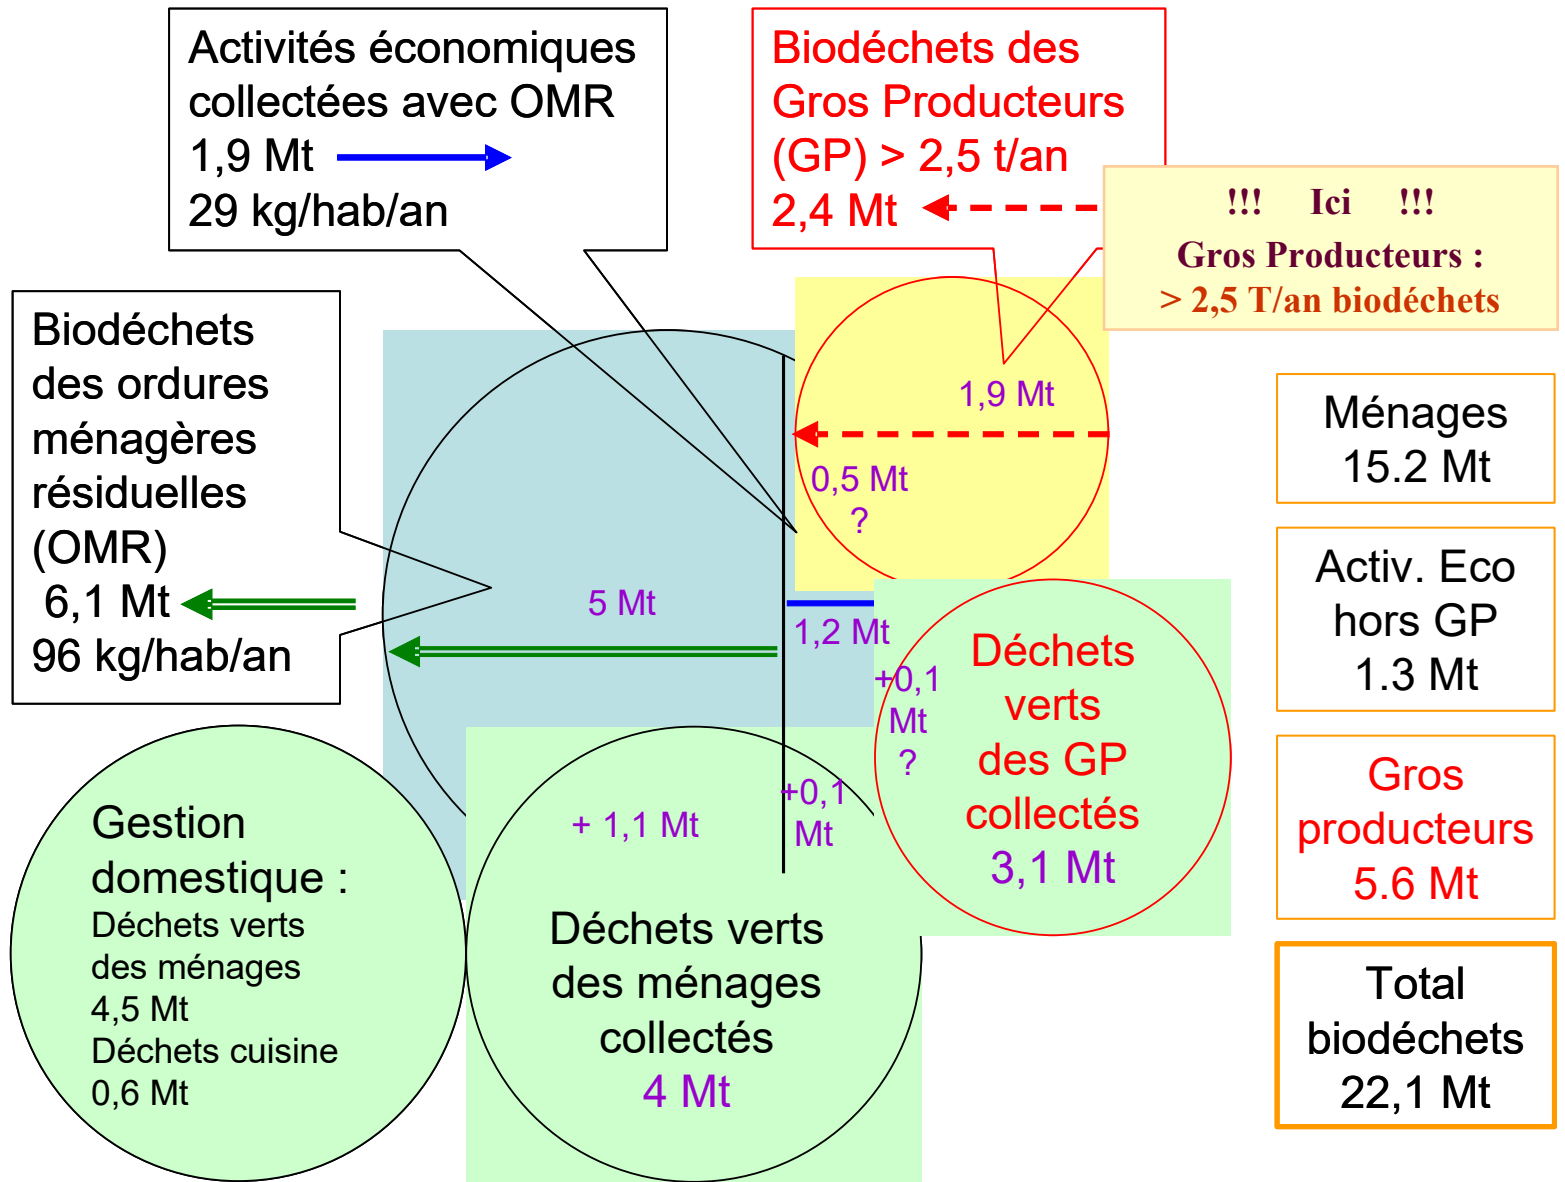 Activités économiques
collectées avec OMR
1,9 Mt
29 kg/hab/an
Biodéchets des
Gros Producteurs
(GP) > 2,5 t/an
2,4 Mt
!!! Ici !!!
Gros Producteurs :
> 2,5 T/an biodéchets
Biodéchets
des ordures
ménagères
résiduelles
(OMR)
6,1 Mt
96 kg/hab/an
1,9 Mt
0,5 Mt
?
5 Mt
1,2 Mt
+0,1
Mt
?
Déchets
verts
des GP
collectés
3,1 Mt
+ 1,1 Mt
+0,1
Mt
Gestion
domestique :
Déchets verts
des ménages
4,5 Mt
Déchets cuisine
0,6 Mt
Déchets verts
des ménages
collectés
4 Mt
Ménages
15.2 Mt
Activ. Eco
hors GP
1.3 Mt
Gros
producteurs
5.6 Mt
Total
biodéchets
22,1 Mt